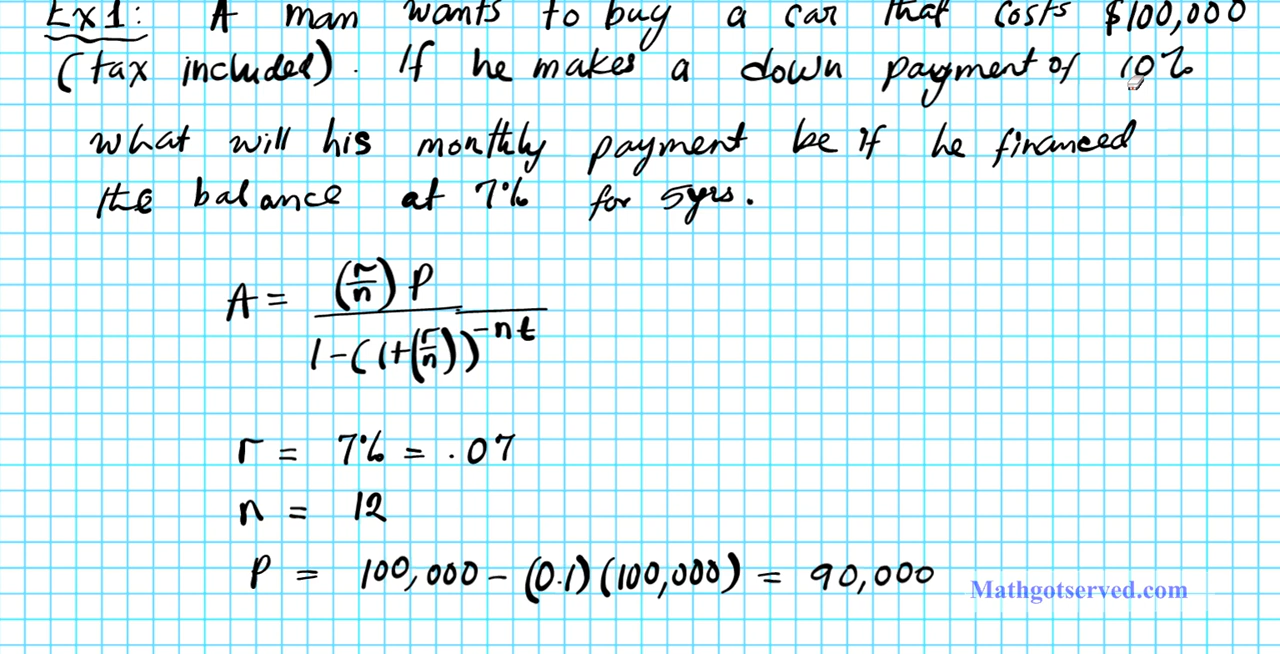 Ex1: A man wants to buy a car that costs $100,000
(tax included). If he makes a down payment of 10%
what will his monthly payment be if he financed
the balance at 7% for 5yrs.
A = (r/n) P / 1-(1+(r/n))^-nt
r = 7% = .07
n = 12
P = 100,000 - (0.1)(100,000) = 90,000
Mathgotserved.com